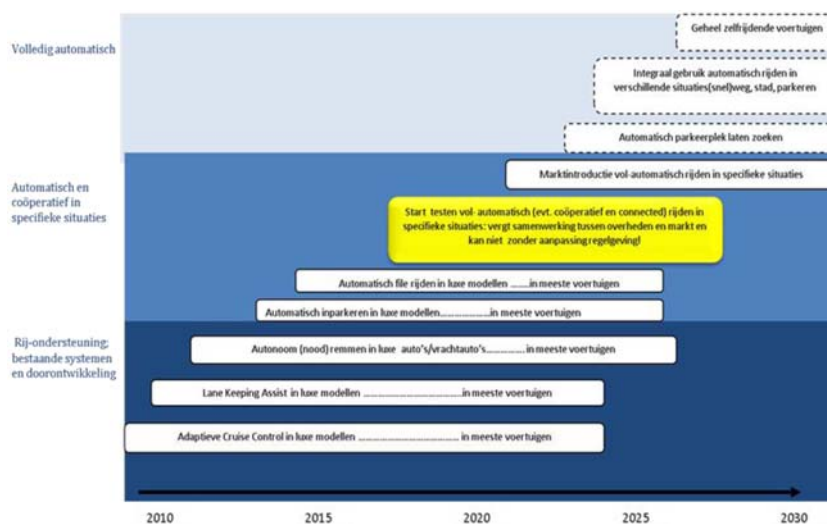 Volledig automatisch
Geheel zelfrijdende voertuigen
Integraal gebruik automatisch rijden in
verschillende situaties(snel)weg, stad, parkeren
Automatisch parkeerplek laten zoeken
Automatisch en
coöperatief in
specifieke situaties
Marktintroductie vol-automatisch rijden in specifieke situaties
Start testen vol- automatisch (evt. coöperatief en connected) rijden in
specifieke situaties: vergt samenwerking tussen overheden en markt en
kan niet zonder aanpassing regelgeving!
Automatisch file rijden in luxe modellen ........in meeste voertuigen
Automatisch inparkeren in luxe modellen.....................in meeste voertuigen
Rij-ondersteuning;
bestaande systemen
en doorontwikkeling
Autonoom (nood) remmen in luxe auto's/vrachtauto's................ in meeste voertuigen
Lane Keeping Assist in luxe modellen .........................................in meeste voertuigen
Adaptieve Cruise Control in luxe modellen ........................................ in meeste voertuigen
2010 2015 2020 2025 2030